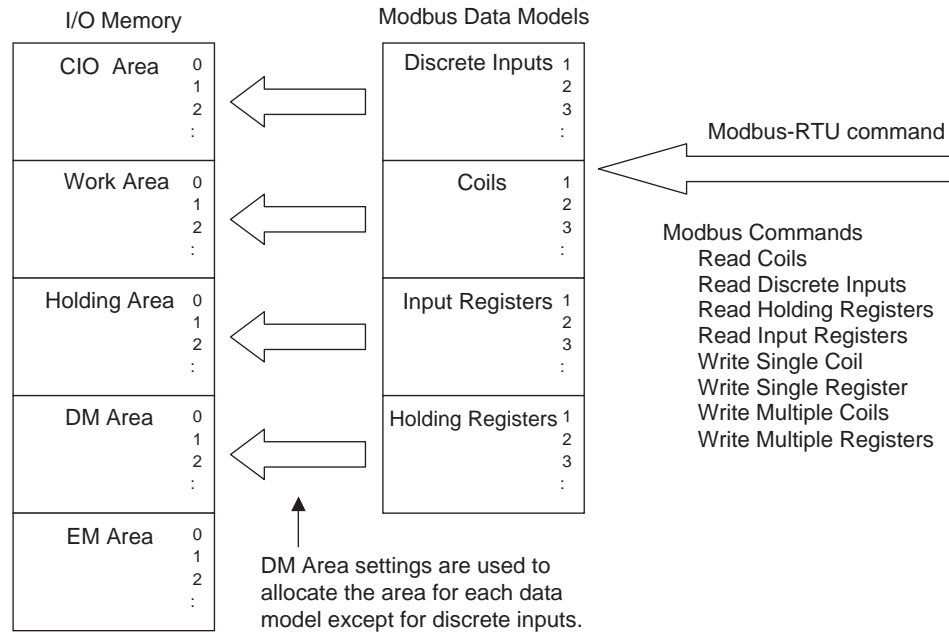 I/O Memory
Modbus Data Models
CIO Area
0
1
2
:
Discrete Inputs
1
2
3
:
Modbus-RTU command
Work Area
0
1
2
:
Coils
1
2
3
:
Modbus Commands
Read Coils
Read Discrete Inputs
Read Holding Registers
Read Input Registers
Write Single Coil
Write Single Register
Write Multiple Coils
Write Multiple Registers
Holding Area
0
1
2
:
Input Registers
1
2
3
:
DM Area
0
1
2
:
Holding Registers
1
2
3
:
EM Area
0
1
2
:
DM Area settings are used to
allocate the area for each data
model except for discrete inputs.